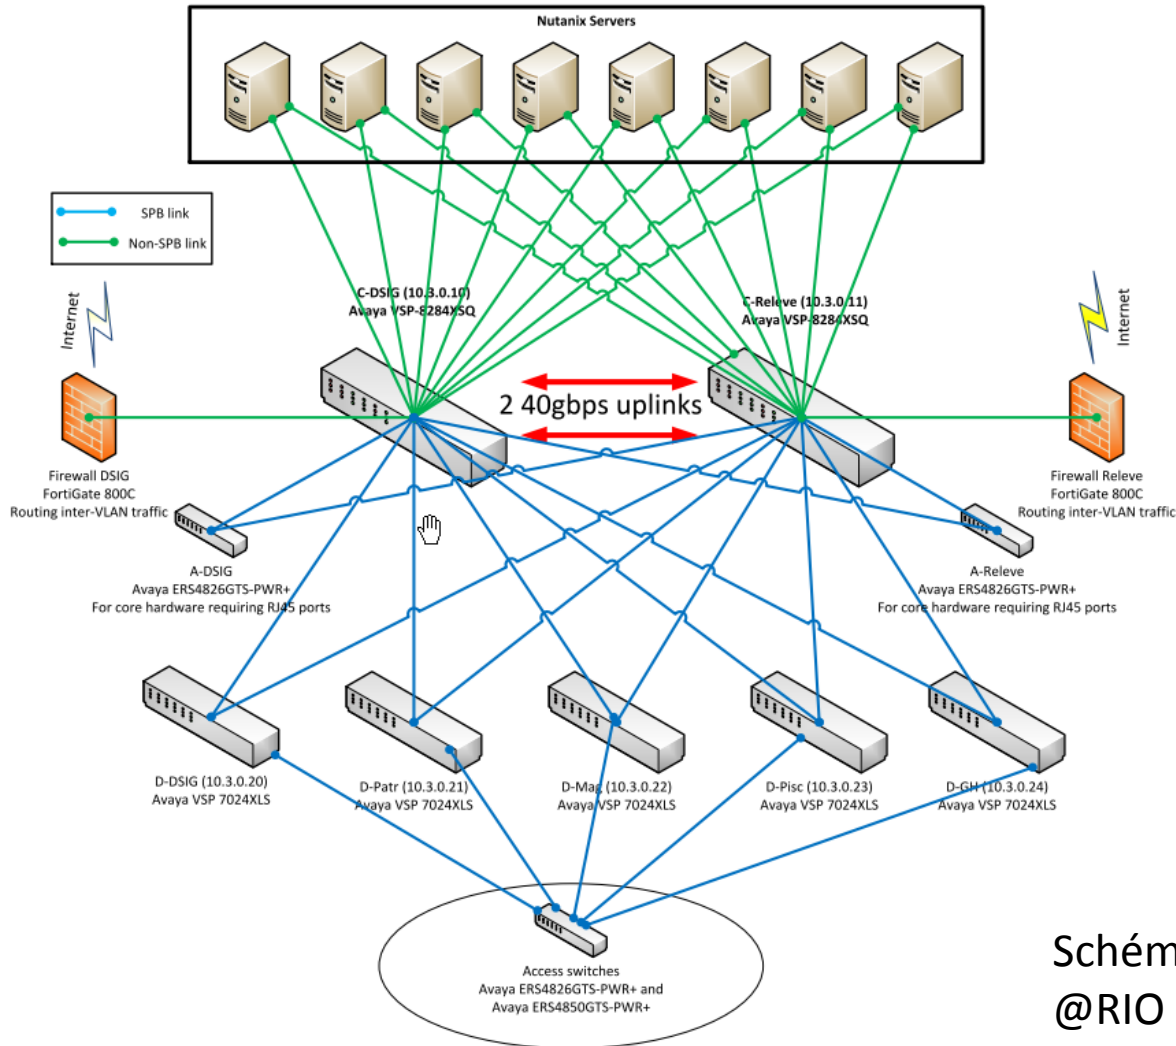 Nutanix Servers
SPB link
Non-SPB link
Internet
C-DSIG (10.3.0.10)
Avaya VSP-8284XSQ
C-Releve (10.3.0.11)
Avaya VSP-8284XSQ
Internet
2 40gbps uplinks
Firewall DSIG
FortiGate 800C
Routing inter-VLAN traffic
Firewall Releve
FortiGate 800C
Routing inter-VLAN traffic
A-DSIG
Avaya ERS4826GTS-PWR+
For core hardware requiring RJ45 ports
A-Releve
Avaya ERS4826GTS-PWR+
For core hardware requiring RJ45 ports
D-DSIG (10.3.0.20)
Avaya VSP 7024XLS
D-Patr (10.3.0.21)
Avaya VSP 7024XLS
D-Mag (10.3.0.22)
Avaya VSP 7024XLS
D-Pisc (10.3.0.23)
Avaya VSP 7024XLS
D-GH (10.3.0.24)
Avaya VSP 7024XLS
Access switches
Avaya ERS4826GTS-PWR+ and
Avaya ERS4850GTS-PWR+
Schém
@RIO